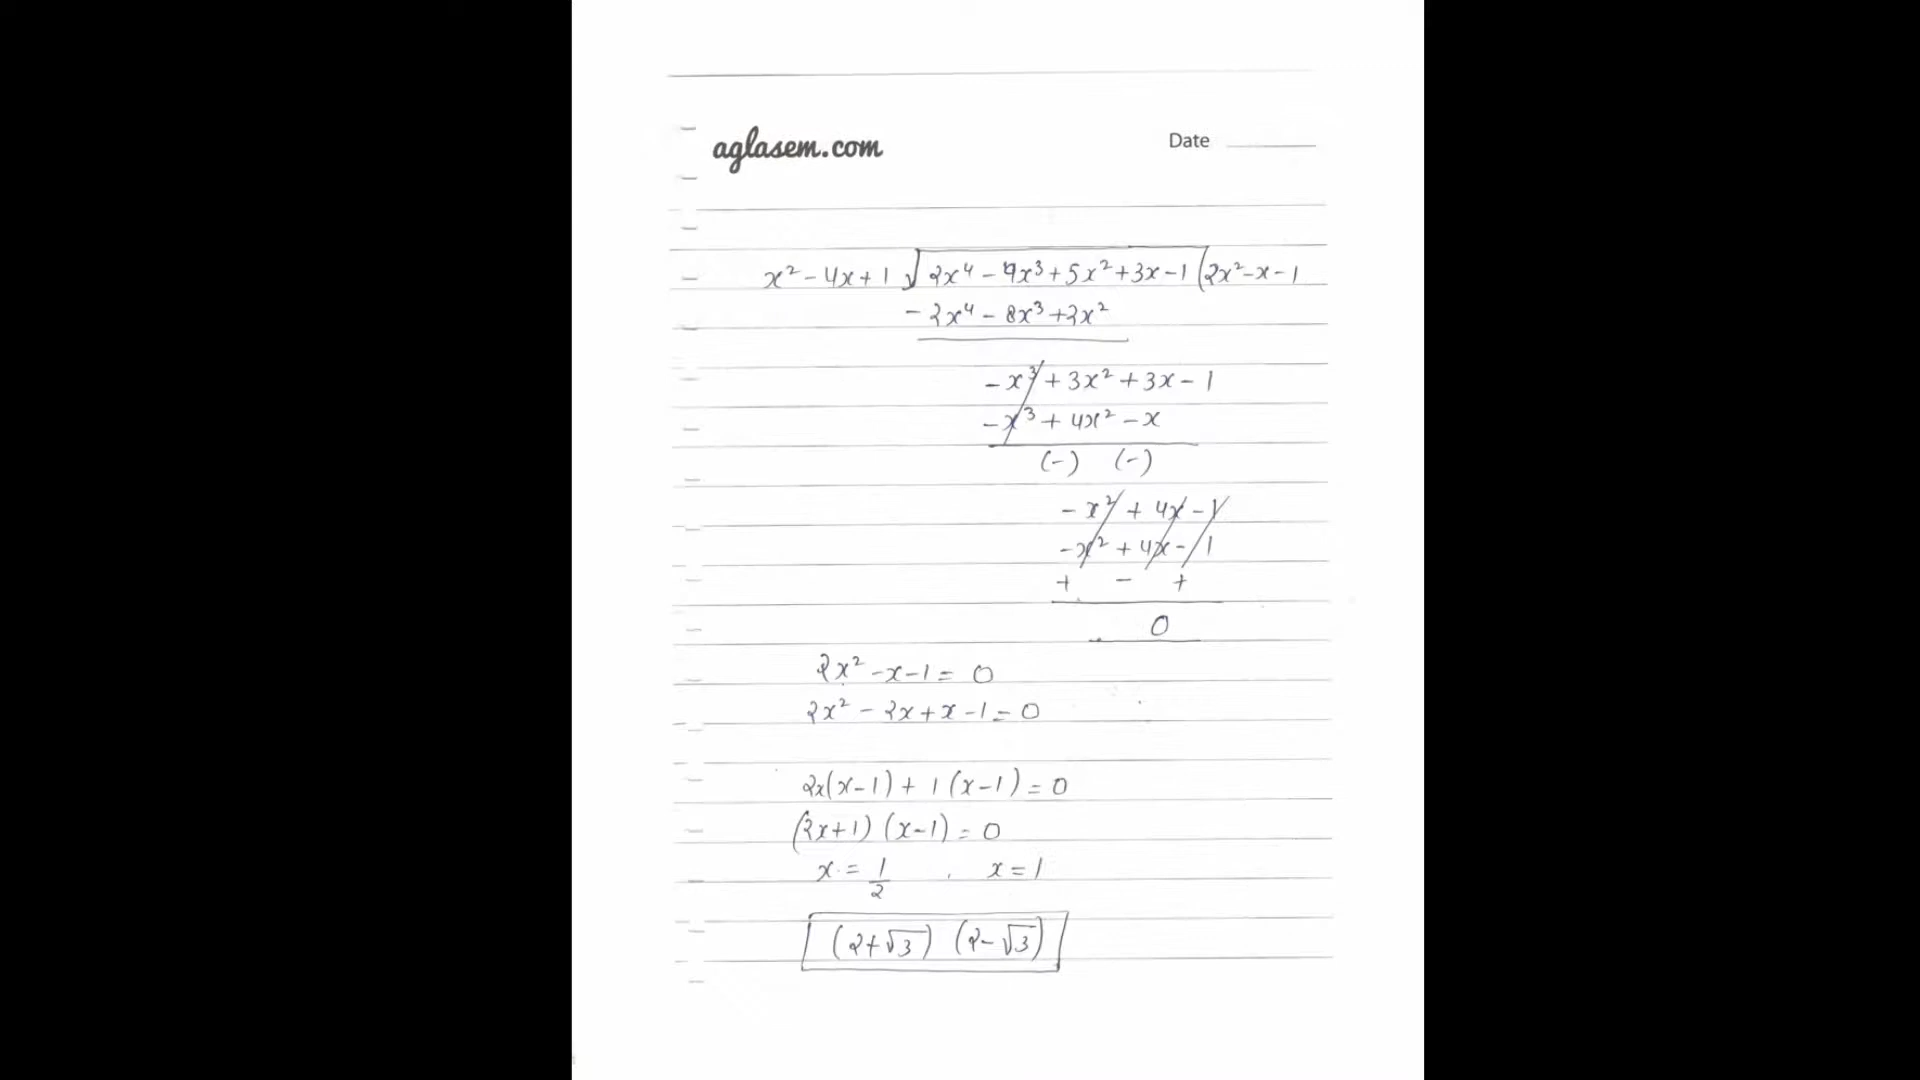 aglasem.com
Date
x² - 4x + 1 √ 2x⁴ - 9x³ + 5x² + 3x - 1 ( 2x² - x - 1
- 2x⁴ - 8x³ + 2x²
- x³ + 3x² + 3x - 1
- x³ + 4x² - x
(-) (-)
- x² + 4x - 1
- x² + 4x - 1
+ - +
0
2x² - x - 1 = 0
2x² - 2x + x - 1 = 0
2x(x - 1) + 1(x - 1) = 0
(2x + 1) (x - 1) = 0
x = 1/2 , x = 1
(2 + √3) (2 - √3)